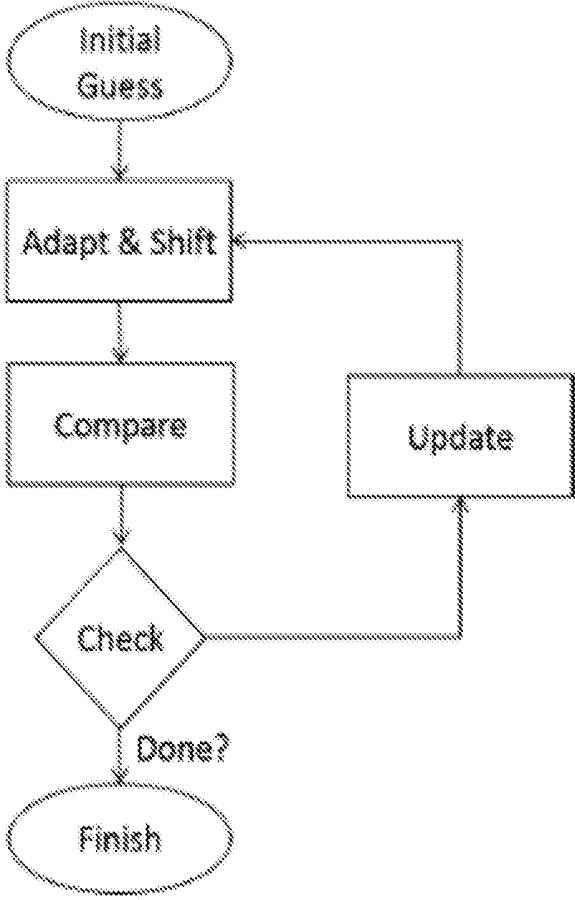 Initial
Guess
Adapt & Shift
Compare
Update
Check
Done?
Finish